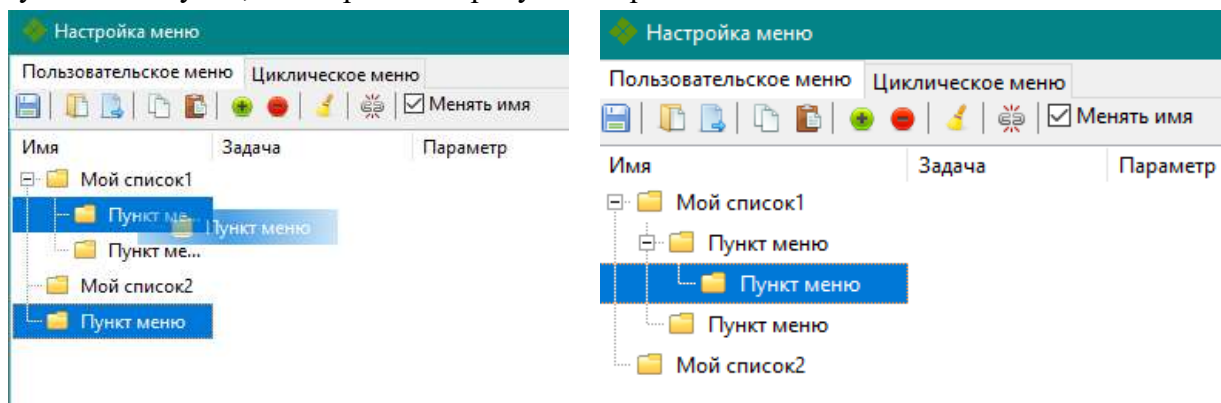 Настройка меню
Пользовательское меню Циклическое меню
Менять имя
Имя Задача Параметр
Мой список1
Пункт ме...
Пункт меню
Пункт ме...
Мой список2
Пункт меню
Настройка меню
Пользовательское меню Циклическое меню
Менять имя
Имя Задача Параметр
Мой список1
Пункт меню
Пункт меню
Пункт меню
Мой список2